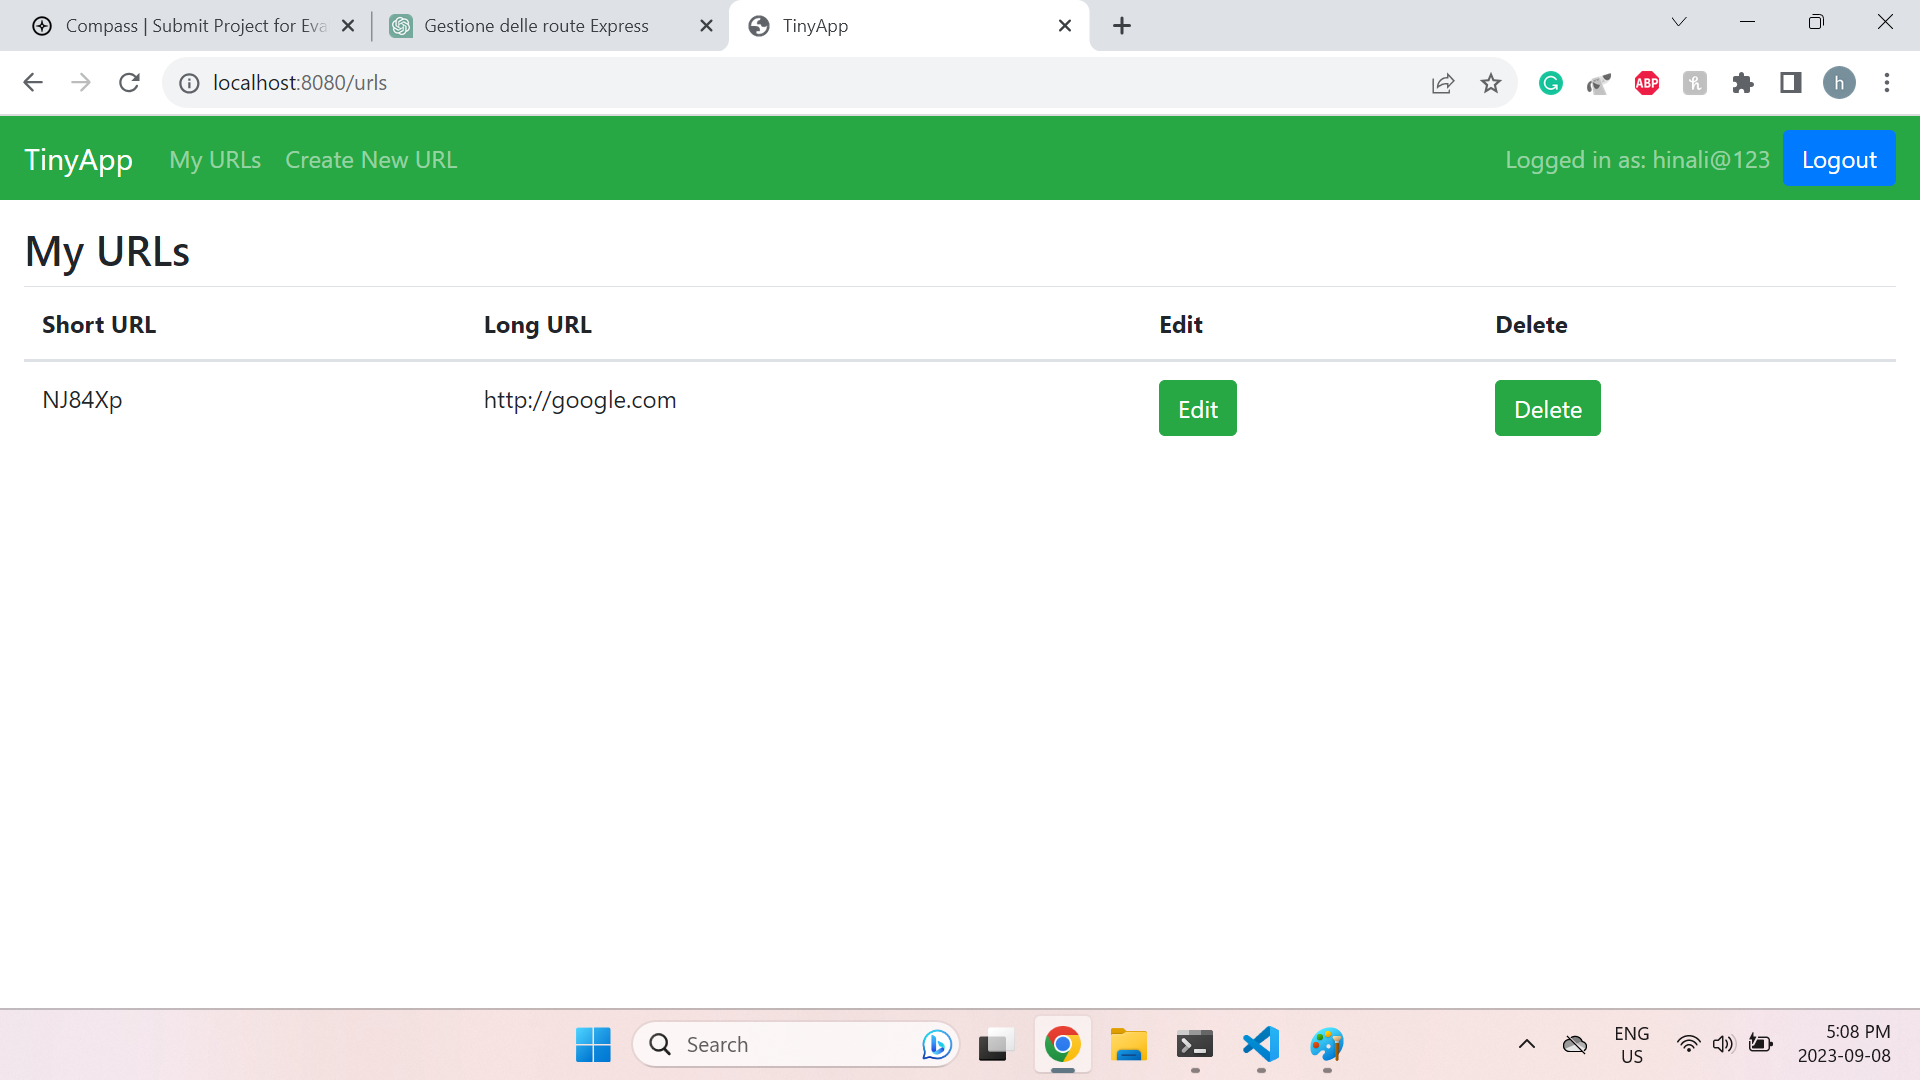 Compass | Submit Project for Eva
Gestione delle route Express
TinyApp
localhost:8080/urls
ABP
h
TinyApp My URLs Create New URL Logged in as: hinali@123 Logout
My URLs
Short URL Long URL Edit Delete
NJ84Xp http://google.com Edit Delete
Search
ENG
US
5:08 PM
2023-09-08